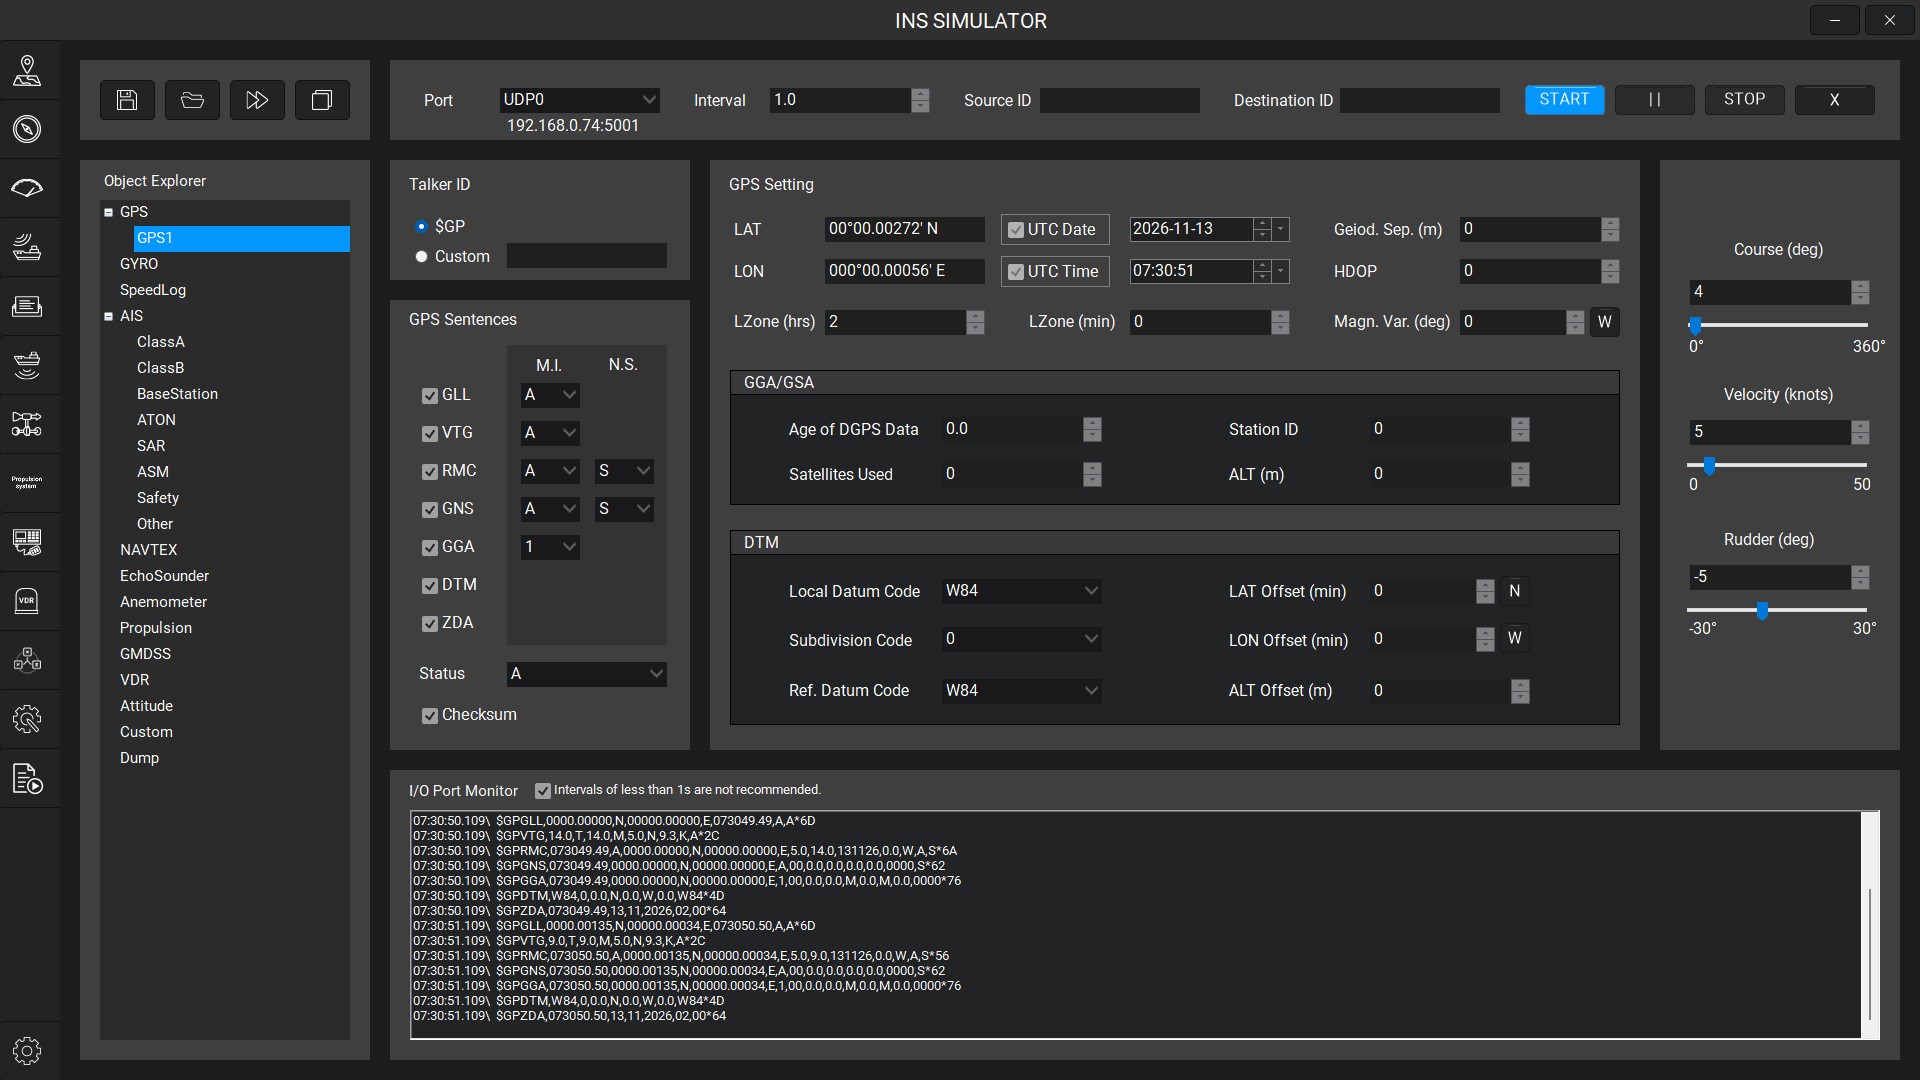 INS SIMULATOR
Port
UDP0
192.168.0.74:5001
Interval
1.0
Source ID
Destination ID
START
||
STOP
X
Object Explorer
GPS
GPS1
GYRO
SpeedLog
AIS
ClassA
ClassB
BaseStation
ATON
SAR
ASM
Safety
Other
NAVTEX
EchoSounder
Anemometer
Propulsion
GMDSS
VDR
Attitude
Custom
Dump
Propulsion
system
VDR
Talker ID
$GP
Custom
GPS Sentences
M.I.
N.S.
GLL
A
VTG
A
RMC
A
S
GNS
A
S
GGA
1
DTM
ZDA
Status
A
Checksum
GPS Setting
LAT
00°00.00272' N
UTC Date
2026-11-13
Geiod. Sep. (m)
0
LON
000°00.00056' E
UTC Time
07:30:51
HDOP
0
LZone (hrs)
2
LZone (min)
0
Magn. Var. (deg)
0
W
GGA/GSA
Age of DGPS Data
0.0
Station ID
0
Satellites Used
0
ALT (m)
0
DTM
Local Datum Code
W84
LAT Offset (min)
0
N
Subdivision Code
0
LON Offset (min)
0
W
Ref. Datum Code
W84
ALT Offset (m)
0
Course (deg)
4
0°
360°
Velocity (knots)
5
0
50
Rudder (deg)
-5
-30°
30°
I/O Port Monitor
Intervals of less than 1s are not recommended.
07:30:50.109\ $GPGLL,0000.00000,N,00000.00000,E,073049.49,A,A*6D
07:30:50.109\ $GPVTG,14.0,T,14.0,M,5.0,N,9.3,K,A*2C
07:30:50.109\ $GPRMC,073049.49,A,0000.00000,N,00000.00000,E,5.0,14.0,131126,0.0,W,A,S*6A
07:30:50.109\ $GPGNS,073049.49,0000.00000,N,00000.00000,E,A,00,0.0,0.0,0.0,0.0,0000,S*62
07:30:50.109\ $GPGGA,073049.49,0000.00000,N,00000.00000,E,1,00,0.0,0.0,M,0.0,M,0.0,0000*76
07:30:50.109\ $GPDTM,W84,0,0.0,N,0.0,W,0.0,W84*4D
07:30:50.109\ $GPZDA,073049.49,13,11,2026,02,00*64
07:30:51.109\ $GPGLL,0000.00135,N,00000.00034,E,073050.50,A,A*6D
07:30:51.109\ $GPVTG,9.0,T,9.0,M,5.0,N,9.3,K,A*2C
07:30:51.109\ $GPRMC,073050.50,A,0000.00135,N,00000.00034,E,5.0,9.0,131126,0.0,W,A,S*56
07:30:51.109\ $GPGNS,073050.50,0000.00135,N,00000.00034,E,A,00,0.0,0.0,0.0,0.0,0000,S*62
07:30:51.109\ $GPGGA,073050.50,0000.00135,N,00000.00034,E,1,00,0.0,0.0,M,0.0,M,0.0,0000*76
07:30:51.109\ $GPDTM,W84,0,0.0,N,0.0,W,0.0,W84*4D
07:30:51.109\ $GPZDA,073050.50,13,11,2026,02,00*64